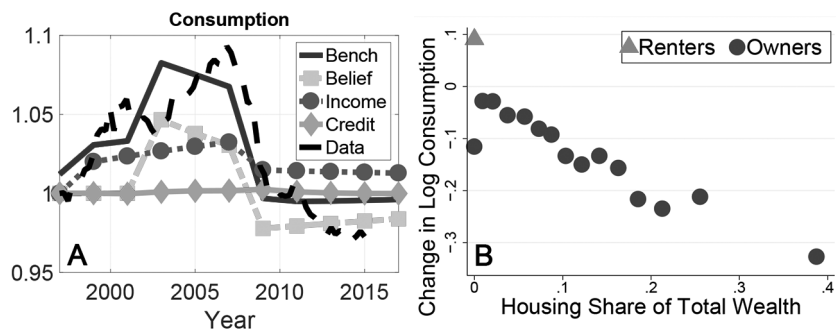 Consumption
1.1
1.05
1
0.95
2000 2005 2010 2015
Year
Bench
Belief
Income
Credit
Data
A
Change in Log Consumption
.1
0
-.1
-.2
-.3
0 .1 .2 .3 .4
Housing Share of Total Wealth
Renters Owners
B